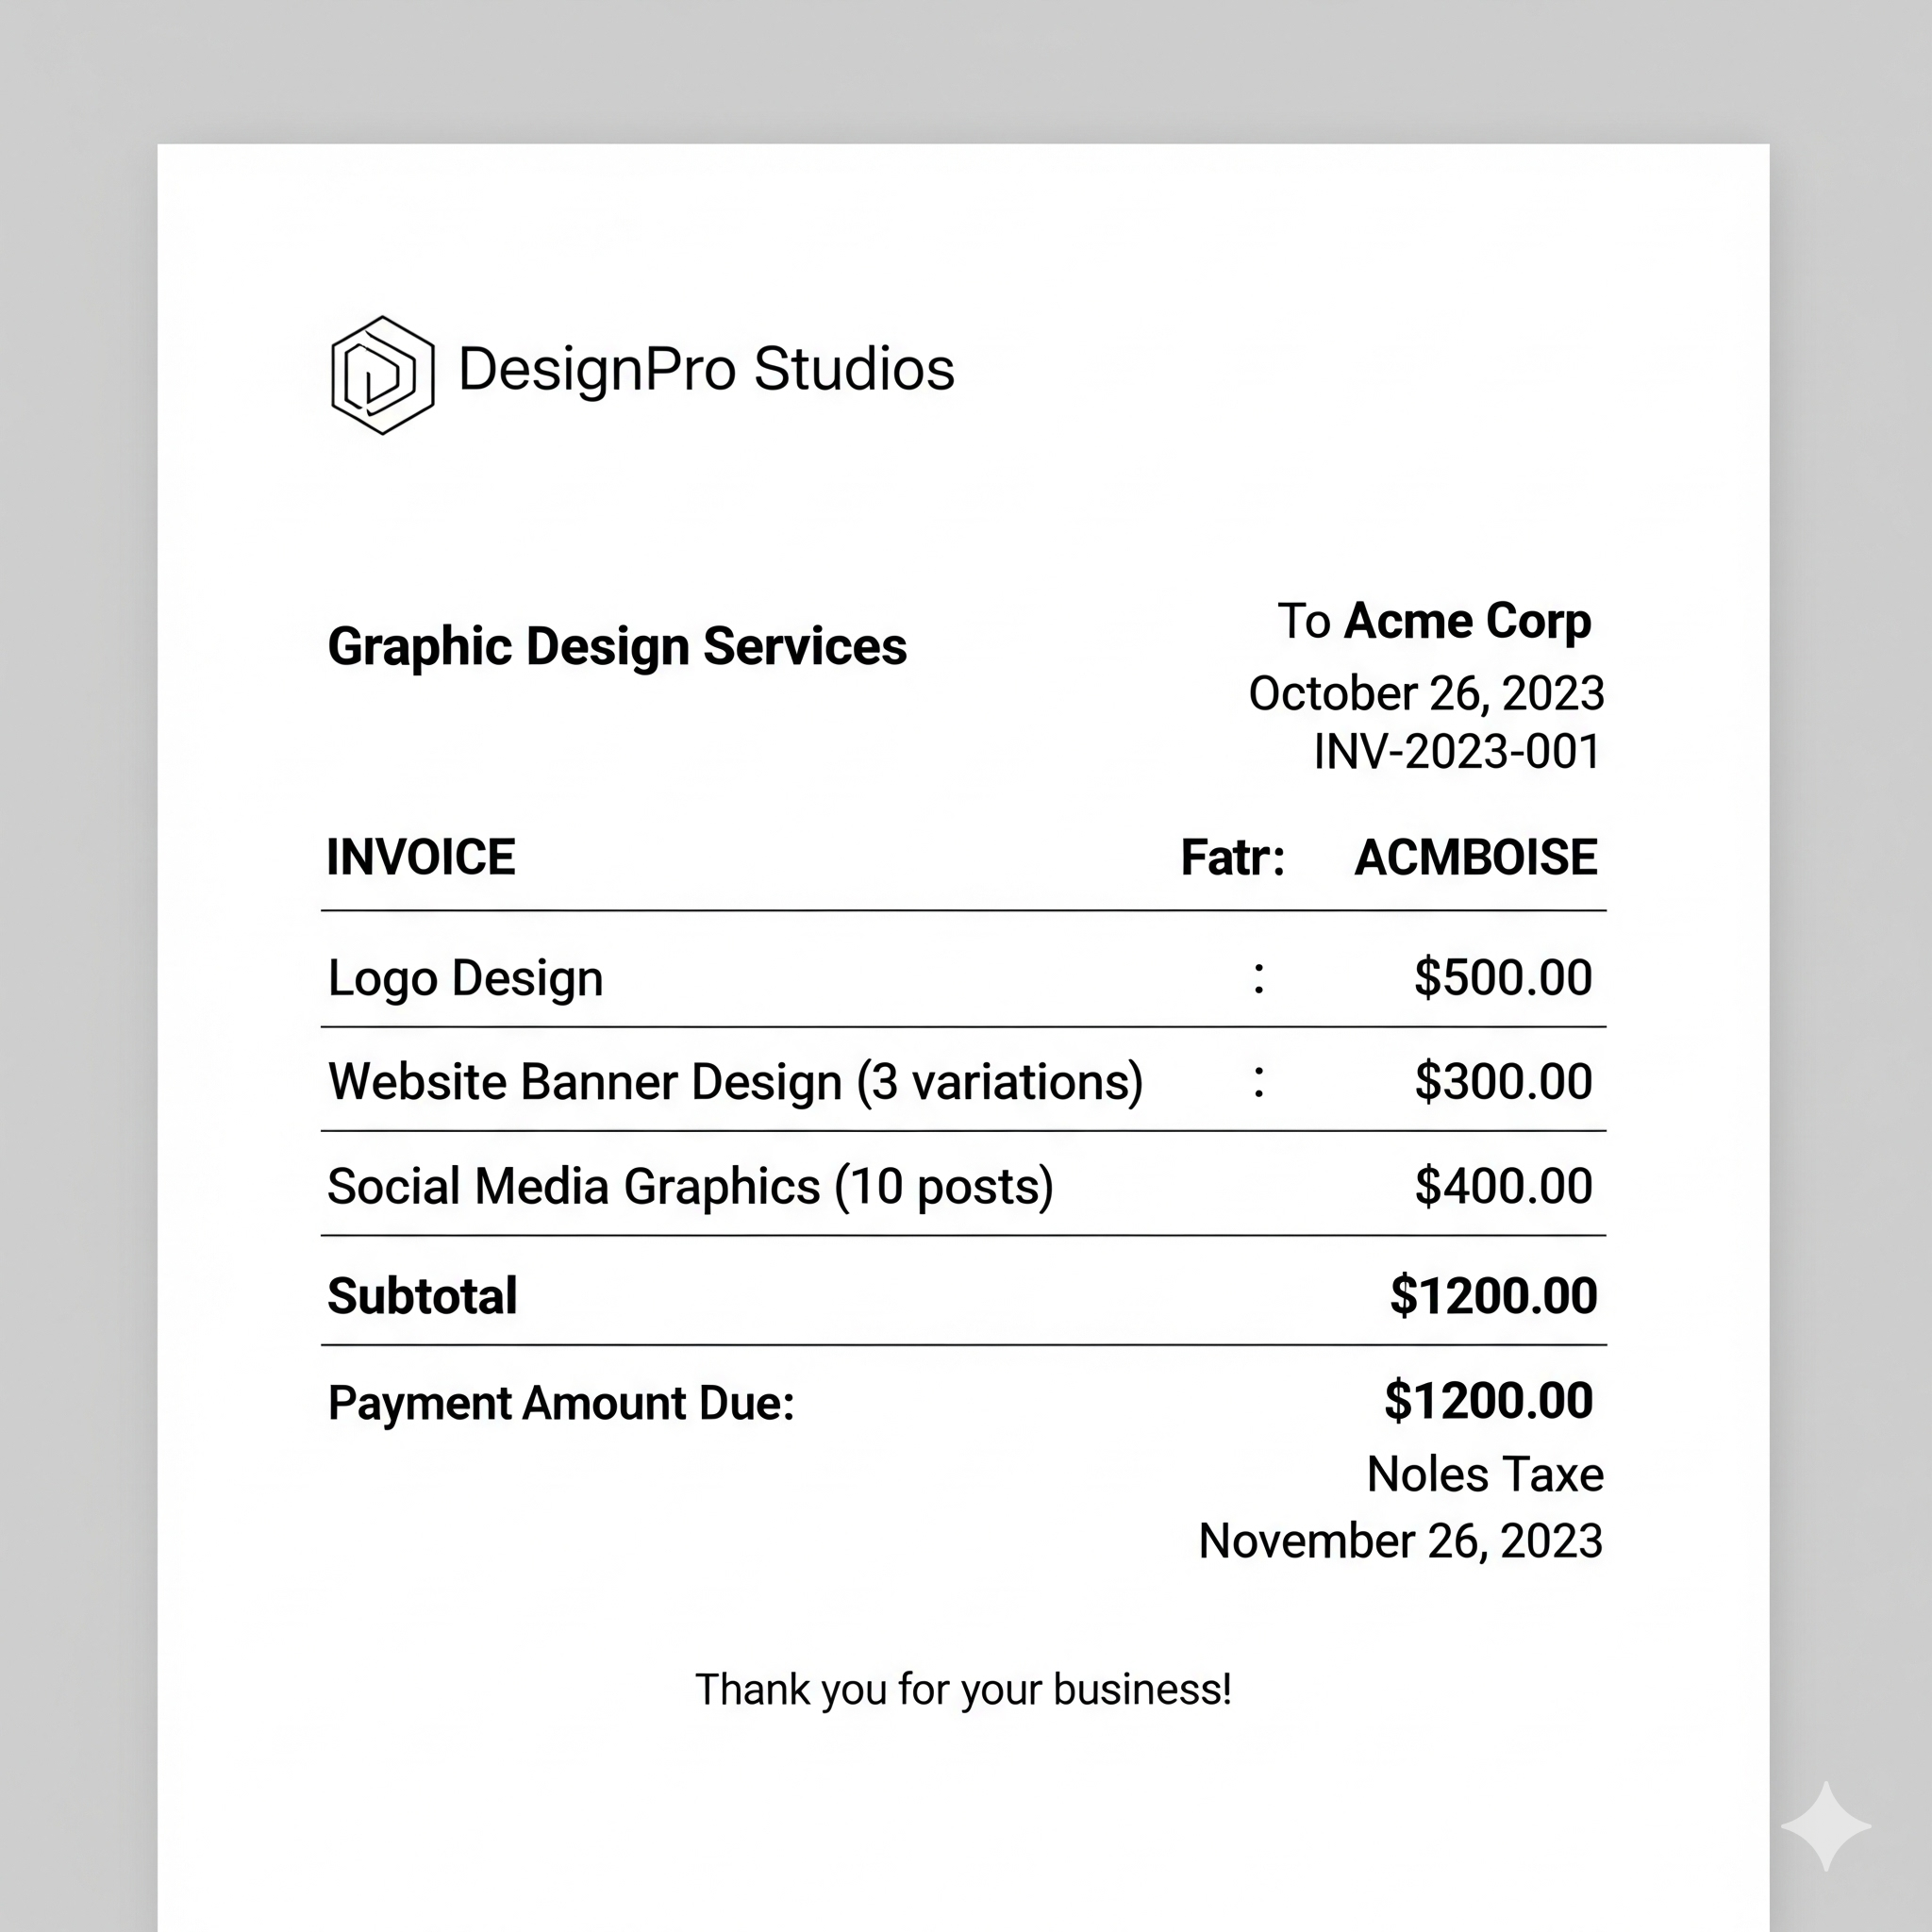 DesignPro Studios
Graphic Design Services
To Acme Corp
October 26, 2023
INV-2023-001
INVOICE Fatr: ACMBOISE
Logo Design : $500.00
Website Banner Design (3 variations) : $300.00
Social Media Graphics (10 posts) $400.00
Subtotal $1200.00
Payment Amount Due: $1200.00
Noles Taxe
November 26, 2023
Thank you for your business!